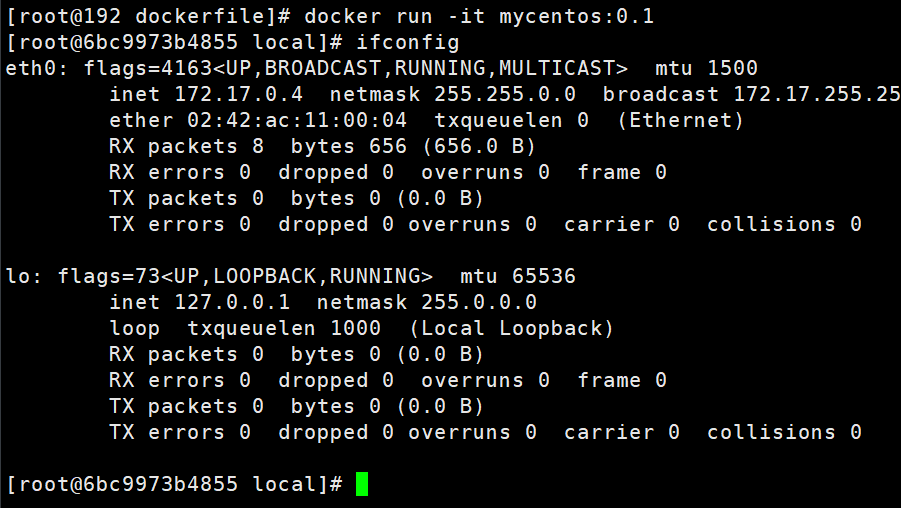 [root@192 dockerfile]# docker run -it mycentos:0.1
[root@6bc9973b4855 local]# ifconfig
eth0: flags=4163<UP,BROADCAST,RUNNING,MULTICAST>  mtu 1500
        inet 172.17.0.4  netmask 255.255.0.0  broadcast 172.17.255.25
        ether 02:42:ac:11:00:04  txqueuelen 0  (Ethernet)
        RX packets 8  bytes 656 (656.0 B)
        RX errors 0  dropped 0  overruns 0  frame 0
        TX packets 0  bytes 0 (0.0 B)
        TX errors 0  dropped 0 overruns 0  carrier 0  collisions 0

lo: flags=73<UP,LOOPBACK,RUNNING>  mtu 65536
        inet 127.0.0.1  netmask 255.0.0.0
        loop  txqueuelen 1000  (Local Loopback)
        RX packets 0  bytes 0 (0.0 B)
        RX errors 0  dropped 0  overruns 0  frame 0
        TX packets 0  bytes 0 (0.0 B)
        TX errors 0  dropped 0 overruns 0  carrier 0  collisions 0

[root@6bc9973b4855 local]#